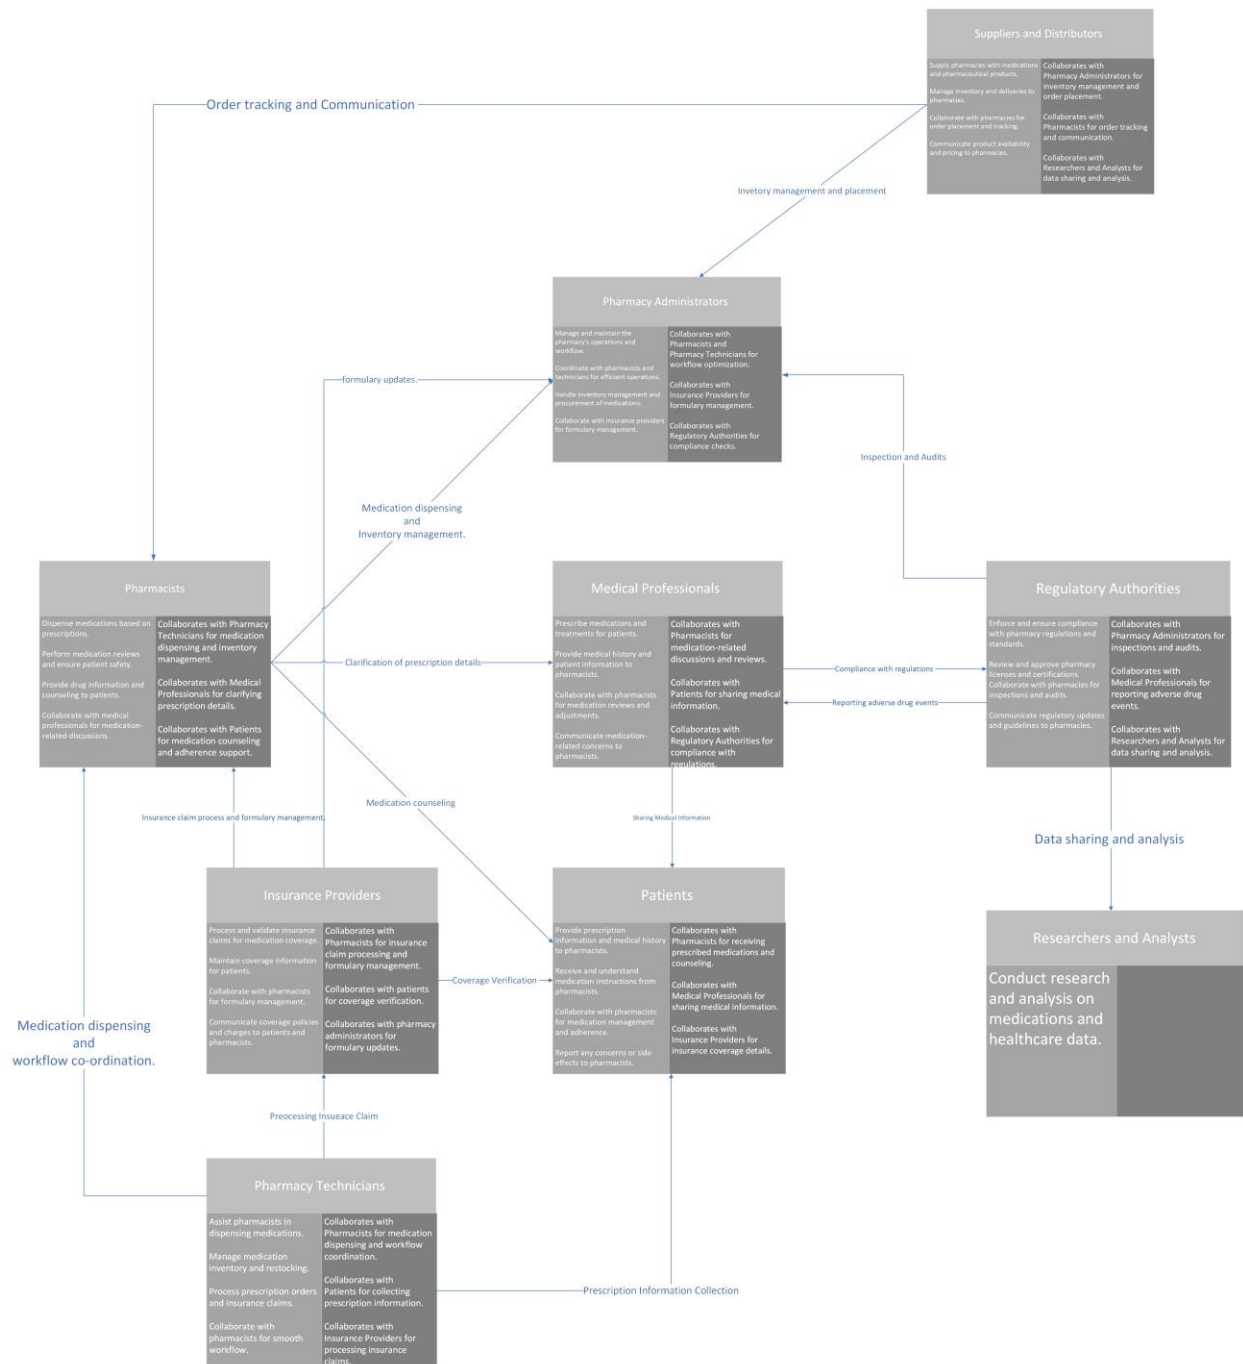 Suppliers and Distributors
Supply pharmacies with medications
and pharmaceutical products.
Manage inventory and deliveries to
pharmacies.
Collaborate with pharmacies for
order placement and tracking.
Communicate product availability
and pricing to pharmacies.
Collaborates with
Pharmacy Administrators for
inventory management and
order placement.
Collaborates with
Pharmacists for order tracking
and communication.
Collaborates with
Researchers and Analysts for
data sharing and analysis.
Order tracking and Communication
Invetory management and placement
Pharmacy Administrators
Manage and maintain the
pharmacy's operations and
workflow.
Coordinate with pharmacists and
technicians for efficient operations.
Handle inventory management and
procurement of medications.
Collaborate with insurance providers
for formulary management.
Collaborates with
Pharmacists and
Pharmacy Technicians for
workflow optimization.
Collaborates with
Insurance Providers for
formulary management.
Collaborates with
Regulatory Authorities for
compliance checks.
formulary updates.
Inspection and Audits
Medication dispensing
and
Inventory management.
Pharmacists
Dispense medications based on
prescriptions.
Perform medication reviews
and ensure patient safety.
Provide drug information and
counseling to patients.
Collaborate with medical
professionals for medication-
related discussions.
Collaborates with Pharmacy
Technicians for medication
dispensing and inventory
management.
Collaborates with Medical
Professionals for clarifying
prescription details.
Collaborates with Patients
for medication counseling
and adherence support.
Clarification of prescription details
Medical Professionals
Prescribe medications and
treatments for patients.
Provide medical history and
patient information to
pharmacists.
Collaborate with pharmacists
for medication reviews and
adjustments.
Communicate medication-
related concerns to
pharmacists.
Collaborates with
Pharmacists for
medication-related
discussions and reviews.
Collaborates with
Patients for sharing medical
information.
Collaborates with
Regulatory Authorities for
compliance with
regulations.
Compliance with regulations
Reporting adverse drug events
Regulatory Authorities
Enforce and ensure compliance
with pharmacy regulations and
standards.
Review and approve pharmacy
licenses and certifications.
Collaborate with pharmacies for
inspections and audits.
Communicate regulatory updates
and guidelines to pharmacies.
Collaborates with
Pharmacy Administrators for
inspections and audits.
Collaborates with
Medical Professionals for
reporting adverse drug
events.
Collaborates with
Researchers and Analysts for
data sharing and analysis.
Medication counseling
Insurance claim process and formulary management.
Sharing Medical Information
Data sharing and analysis
Insurance Providers
Process and validate insurance
claims for medication coverage.
Maintain coverage information
for patients.
Collaborate with pharmacists
for formulary management.
Communicate coverage policies
and charges to patients and
pharmacists.
Collaborates with
Pharmacists for insurance
claim processing and
formulary management.
Collaborates with patients
for coverage verification.
Collaborates with pharmacy
administrators for
formulary updates.
Coverage Verification
Patients
Provide prescription
information and medical history
to pharmacists.
Receive and understand
medication instructions from
pharmacists.
Collaborate with pharmacists
for medication management
and adherence.
Report any concerns or side
effects to pharmacists.
Collaborates with
Pharmacists for receiving
prescribed medications and
counseling.
Collaborates with
Medical Professionals for
sharing medical information.
Collaborates with
Insurance Providers for
insurance coverage details.
Researchers and Analysts
Conduct research
and analysis on
medications and
healthcare data.
Medication dispensing
and
workflow co-ordination.
Preocessing Insueace Claim
Pharmacy Technicians
Assist pharmacists in
dispensing medications.
Manage medication
inventory and restocking.
Process prescription orders
and insurance claims.
Collaborate with
pharmacists for smooth
workflow.
Collaborates with
Pharmacists for medication
dispensing and workflow
coordination.
Collaborates with
Patients for collecting
prescription information.
Collaborates with
Insurance Providers for
processing insurance
claims.
Prescription Information Collection